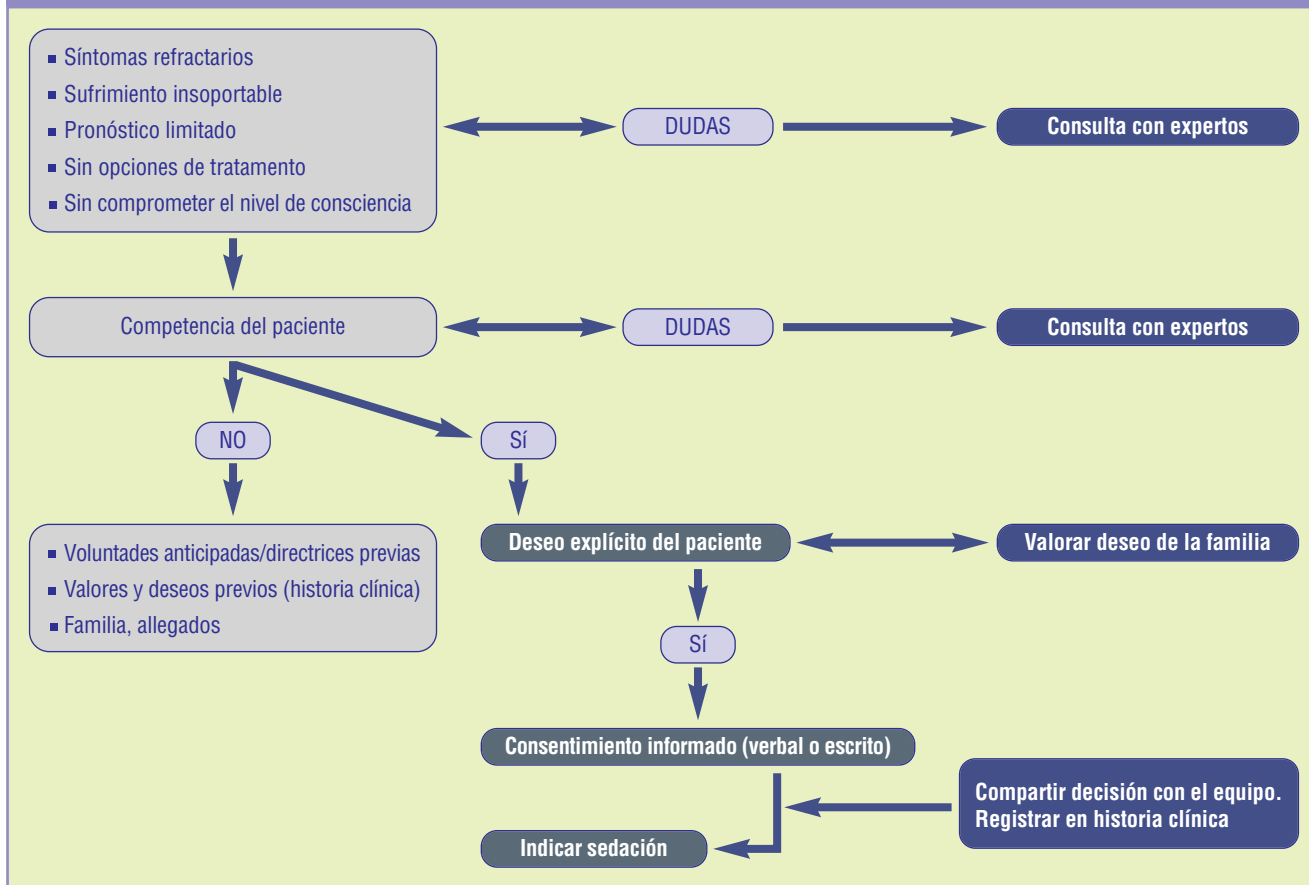 ▪ Síntomas refractarios
▪ Sufrimiento insoportable
▪ Pronóstico limitado
▪ Sin opciones de tratamiento
▪ Sin comprometer el nivel de consciencia
DUDAS
Consulta con expertos
Competencia del paciente
DUDAS
Consulta con expertos
NO
Sí
▪ Voluntades anticipadas/directrices previas
▪ Valores y deseos previos (historia clínica)
▪ Familia, allegados
Deseo explícito del paciente
Valorar deseo de la familia
Sí
Consentimiento informado (verbal o escrito)
Compartir decisión con el equipo.
Registrar en historia clínica
Indicar sedación